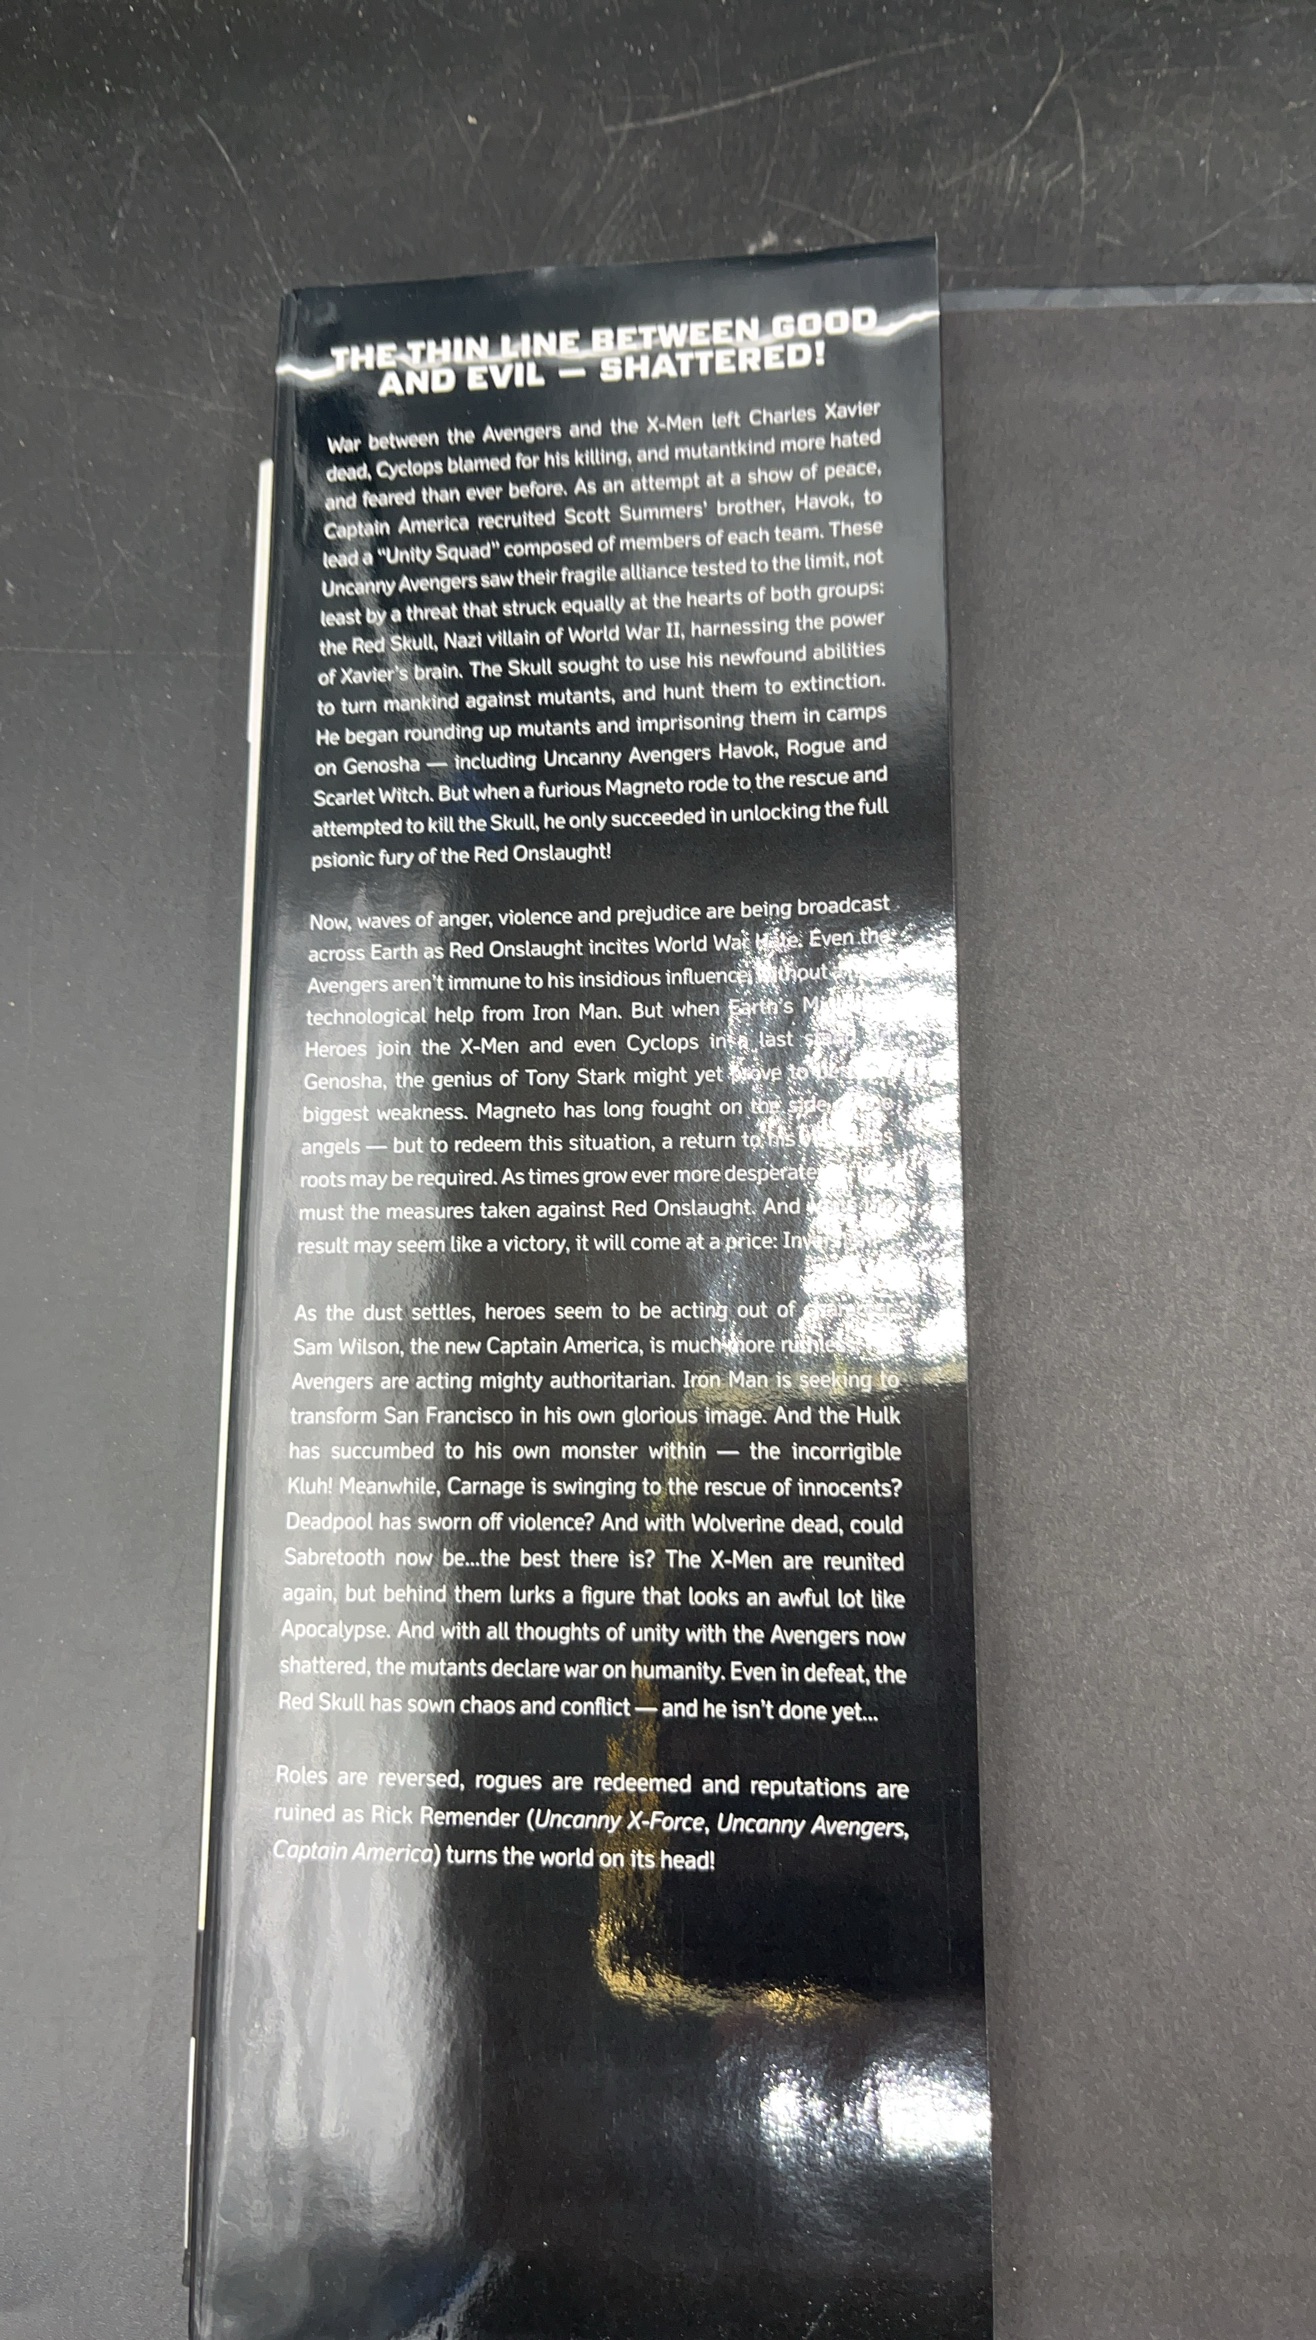 THE THIN LINE BETWEEN GOOD
AND EVIL — SHATTERED!
War between the Avengers and the X-Men left Charles Xavier
dead, Cyclops blamed for his killing, and mutantkind more hated
and feared than ever before. As an attempt at a show of peace,
Captain America recruited Scott Summers' brother, Havok, to
lead a “Unity Squad” composed of members of each team. These
Uncanny Avengers saw their fragile alliance tested to the limit, not
least by a threat that struck equally at the hearts of both groups:
the Red Skull, Nazi villain of World War II, harnessing the power
of Xavier's brain. The Skull sought to use his newfound abilities
to turn mankind against mutants, and hunt them to extinction.
He began rounding up mutants and imprisoning them in camps
on Genosha — including Uncanny Avengers Havok, Rogue and
Scarlet Witch. But when a furious Magneto rode to the rescue and
attempted to kill the Skull, he only succeeded in unlocking the full
psionic fury of the Red Onslaught!
Now, waves of anger, violence and prejudice are being broadcast
across Earth as Red Onslaught incites World War Hate. Even the
Avengers aren't immune to his insidious influence, without
technological help from Iron Man. But when Earth's
Heroes join the X-Men and even Cyclops in a last
Genosha, the genius of Tony Stark might yet prove to
biggest weakness. Magneto has long fought on the side
angels — but to redeem this situation, a return to his
roots may be required. As times grow ever more desperate,
must the measures taken against Red Onslaught. And
result may seem like a victory, it will come at a price:
As the dust settles, heroes seem to be acting out of
Sam Wilson, the new Captain America, is much more
Avengers are acting mighty authoritarian. Iron Man is seeking to
transform San Francisco in his own glorious image. And the Hulk
has succumbed to his own monster within — the incorrigible
Kluh! Meanwhile, Carnage is swinging to the rescue of innocents?
Deadpool has sworn off violence? And with Wolverine dead, could
Sabretooth now be...the best there is? The X-Men are reunited
again, but behind them lurks a figure that looks an awful lot like
Apocalypse. And with all thoughts of unity with the Avengers now
shattered, the mutants declare war on humanity. Even in defeat, the
Red Skull has sown chaos and conflict — and he isn't done yet...
Roles are reversed, rogues are redeemed and reputations are
ruined as Rick Remender (Uncanny X-Force, Uncanny Avengers,
Captain America) turns the world on its head!